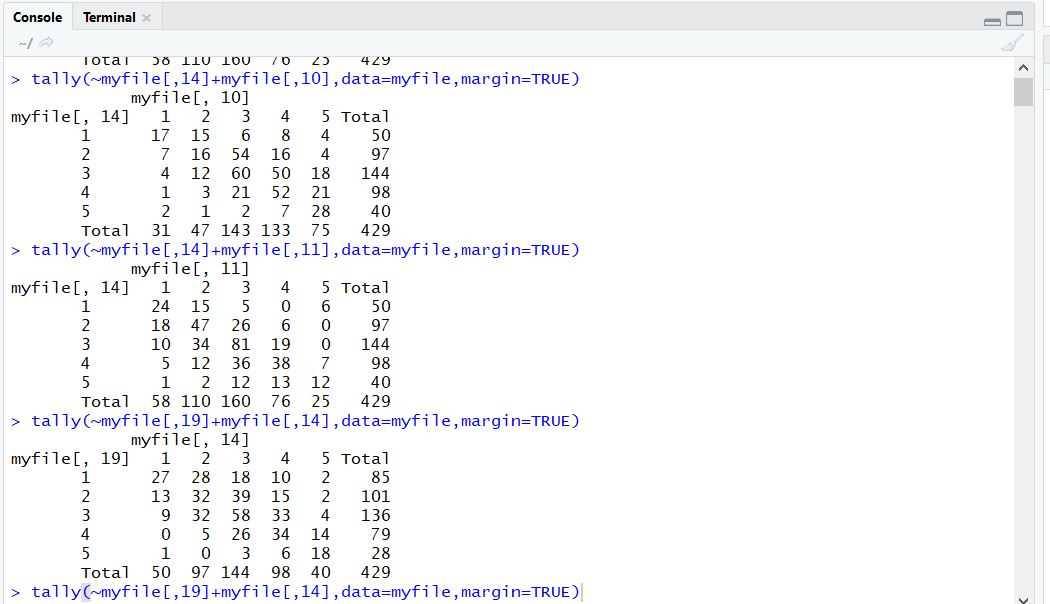 Console Terminal ×
~/
Total 58 110 160 76 25 429
> tally(~myfile[,14]+myfile[,10],data=myfile,margin=TRUE)
myfile[, 10]
myfile[, 14] 1 2 3 4 5 Total
1 17 15 6 8 4 50
2 7 16 54 16 4 97
3 4 12 60 50 18 144
4 1 3 21 52 21 98
5 2 1 2 7 28 40
Total 31 47 143 133 75 429
> tally(~myfile[,14]+myfile[,11],data=myfile,margin=TRUE)
myfile[, 11]
myfile[, 14] 1 2 3 4 5 Total
1 24 15 5 0 6 50
2 18 47 26 6 0 97
3 10 34 81 19 0 144
4 5 12 36 38 7 98
5 1 2 12 13 12 40
Total 58 110 160 76 25 429
> tally(~myfile[,19]+myfile[,14],data=myfile,margin=TRUE)
myfile[, 14]
myfile[, 19] 1 2 3 4 5 Total
1 27 28 18 10 2 85
2 13 32 39 15 2 101
3 9 32 58 33 4 136
4 0 5 26 34 14 79
5 1 0 3 6 18 28
Total 50 97 144 98 40 429
> tally(~myfile[,19]+myfile[,14],data=myfile,margin=TRUE)